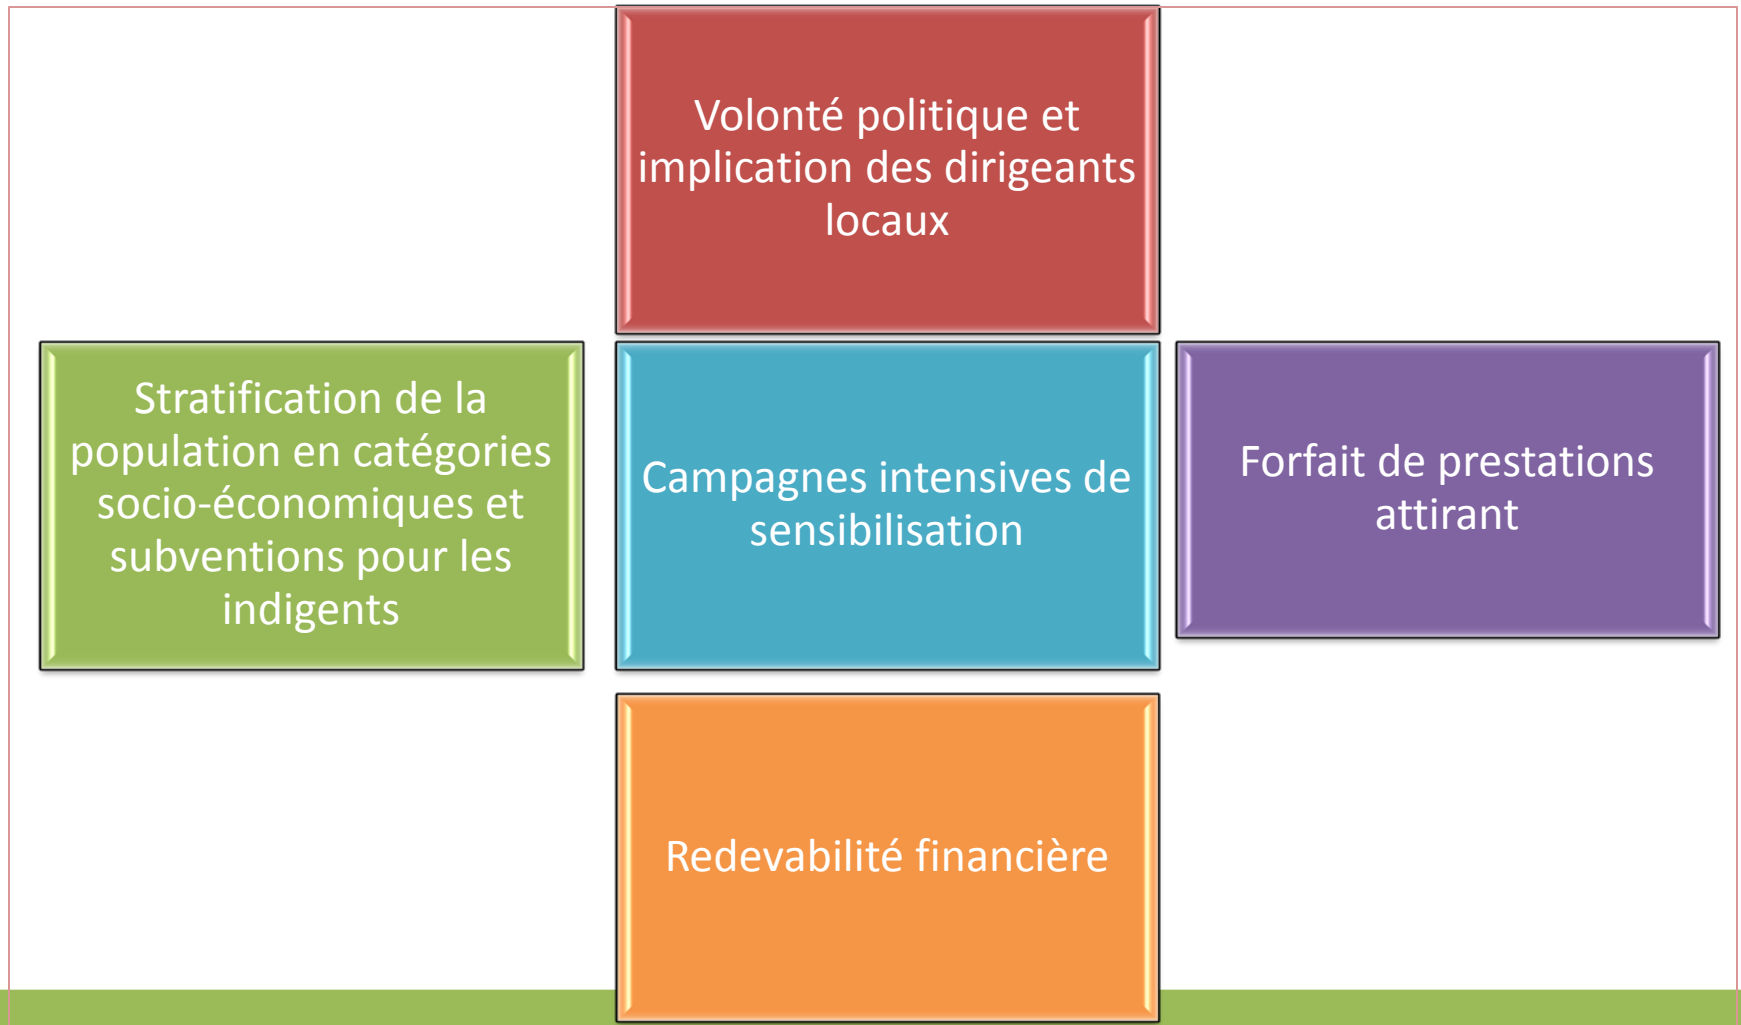 Volonté politique et
implication des dirigeants
locaux
Stratification de la
population en catégories
socio-économiques et
subventions pour les
indigents
Campagnes intensives de
sensibilisation
Forfait de prestations
attirant
Redevabilité financière